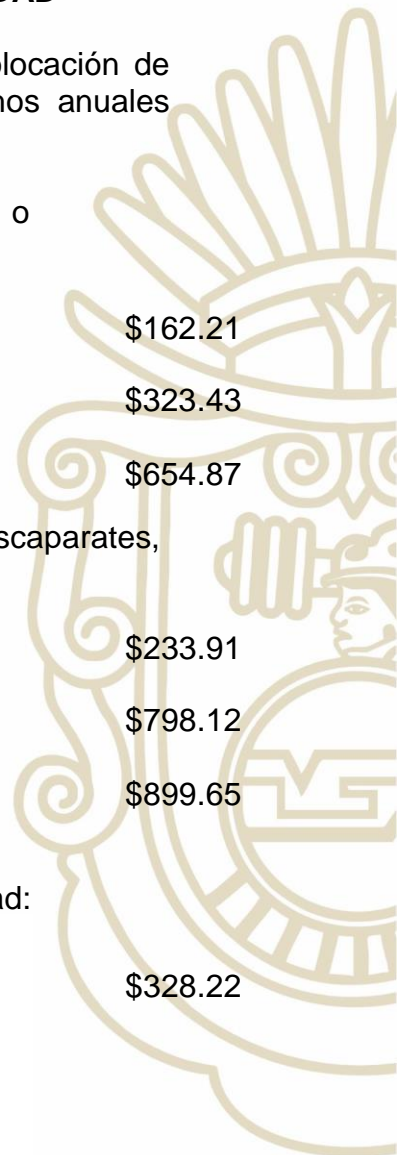 olocación de
nos anuales
o
$162.21
$323.43
$654.87
scaparates,
$233.91
$798.12
$899.65
ad:
$328.22